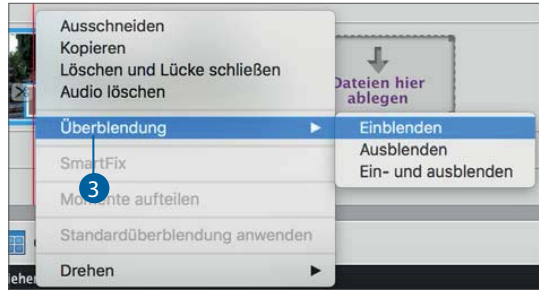 Ausschneiden
Kopieren
Löschen und Lücke schließen
Audio löschen
Dateien hier
ablegen
Überblendung
Einblenden
Ausblenden
Ein- und ausblenden
SmartFix
3
Momente aufteilen
Standardüberblendung anwenden
Drehen